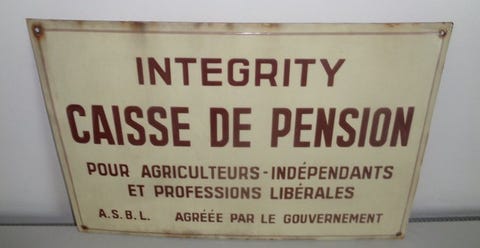 INTEGRITY
CAISSE DE PENSION
POUR AGRICULTEURS-INDÉPENDANTS
ET PROFESSIONS LIBÉRALES
A.S.B.L. AGRÉÉE PAR LE GOUVERNEMENT